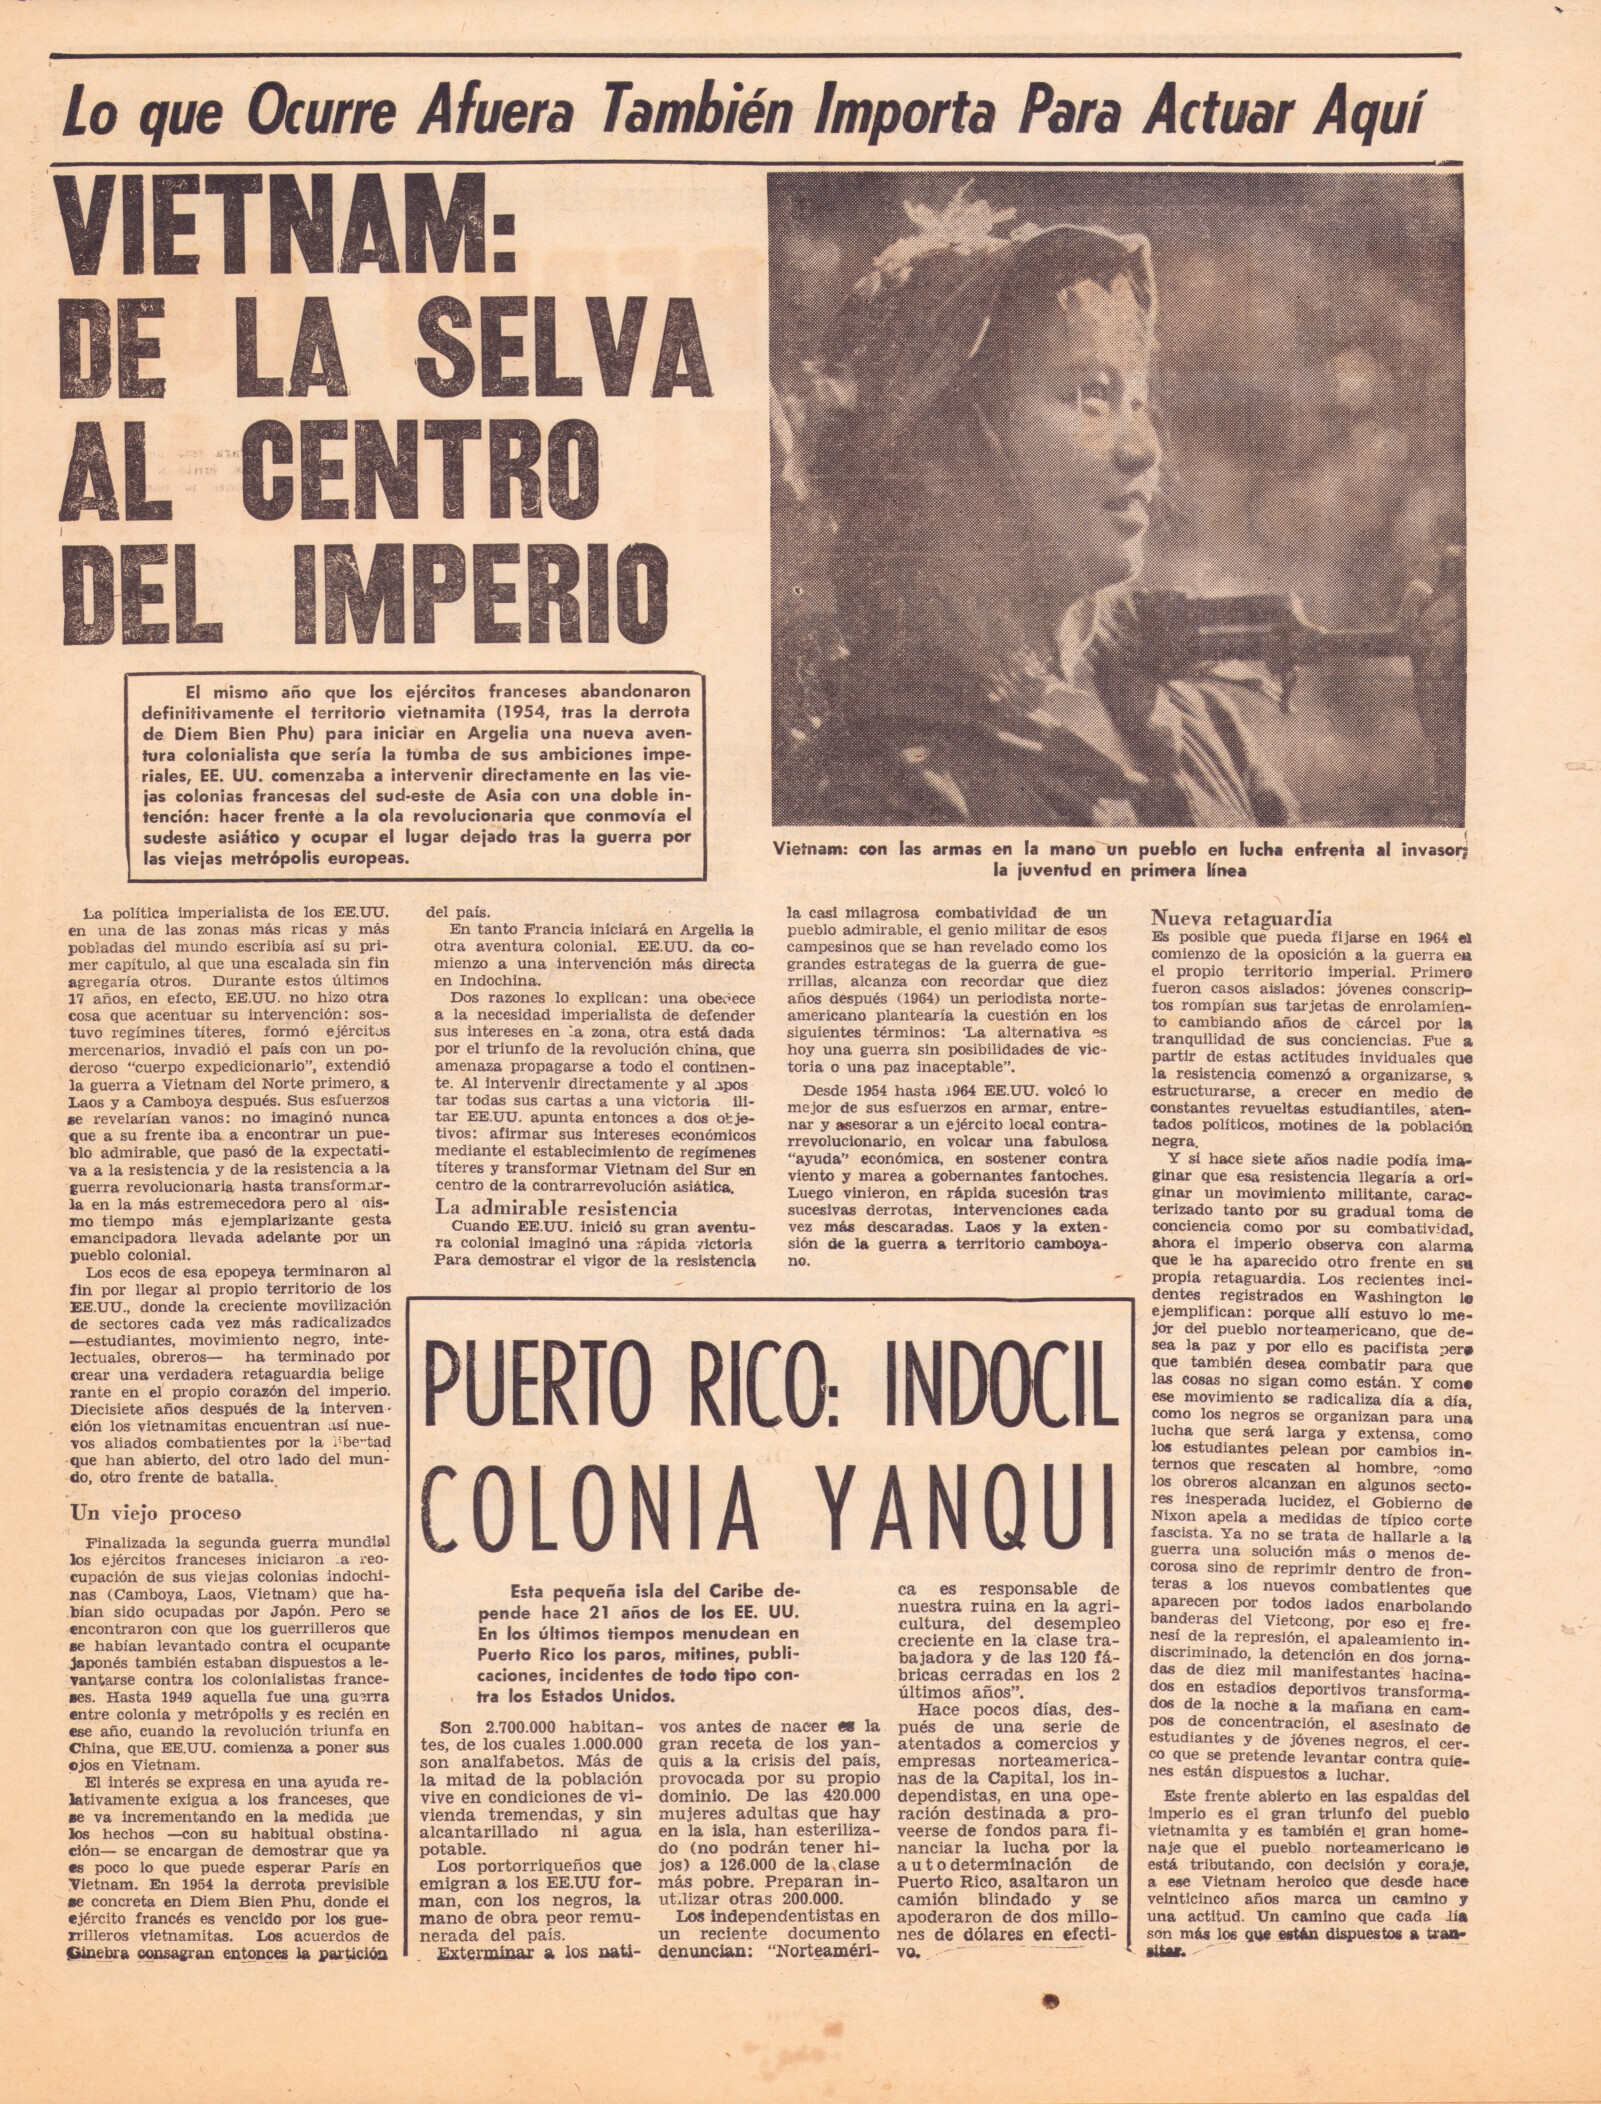 Lo que Ocurre Afuera También Importa Para Actuar Aquí
VIETNAM:
DE LA SELVA
AL CENTRO
DEL IMPERIO
El mismo año que los ejércitos franceses abandonaron
definitivamente el territorio vietnamita (1954, tras la derrota
de Diem Bien Phu) para iniciar en Argelia una nueva aven-
tura colonialista que sería la tumba de sus ambiciones impe-
riales, EE. UU. comenzaba a intervenir directamente en las vie-
jas colonias francesas del sud-este de Asia con una doble in-
tención: hacer frente a la ola revolucionaria que conmovía el
sudeste asiático y ocupar el lugar dejado tras la guerra por
las viejas metrópolis europeas.
Vietnam: con las armas en la mano un pueblo en lucha enfrenta al invasor;
la juventud en primera línea
La política imperialista de los EE.UU.
en una de las zonas más ricas y más
pobladas del mundo escribía así su pri-
mer capítulo, al que una escalada sin fin
agregaría otros. Durante estos últimos
17 años, en efecto, EE.UU. no hizo otra
cosa que acentuar su intervención: sos-
tuvo regímines títeres, formó ejércitos
mercenarios, invadió el país con un po-
deroso "cuerpo expedicionario", extendió
la guerra a Vietnam del Norte primero, a
Laos y a Camboya después. Sus esfuerzos
se revelarían vanos: no imaginó nunca
que a su frente iba a encontrar un pue-
blo admirable, que pasó de la expectati-
va a la resistencia y de la resistencia a la
guerra revolucionaria hasta transformar-
la en la más estremecedora pero al mis-
mo tiempo más ejemplarizante gesta
emancipadora llevada adelante por un
pueblo colonial.
Los ecos de esa epopeya terminaron al
fin por llegar al propio territorio de los
EE.UU., donde la creciente movilización
de sectores cada vez más radicalizados
—estudiantes, movimiento negro, inte-
lectuales, obreros— ha terminado por
crear una verdadera retaguardia belige
rante en el propio corazón del imperio.
Diecisiete años después de la interven-
ción los vietnamitas encuentran así nue-
vos aliados combatientes por la libertad
que han abierto, del otro lado del mun-
do, otro frente de batalla.
Un viejo proceso
Finalizada la segunda guerra mundial
los ejércitos franceses iniciaron la reo-
cupación de sus viejas colonias indochi-
nas (Camboya, Laos, Vietnam) que ha-
bían sido ocupadas por Japón. Pero se
encontraron con que los guerrilleros que
se habían levantado contra el ocupante
japonés también estaban dispuestos a le-
vantarse contra los colonialistas france-
ses. Hasta 1949 aquella fue una guerra
entre colonia y metrópolis y es recién en
ese año, cuando la revolución triunfa en
China, que EE.UU. comienza a poner sus
ojos en Vietnam.
El interés se expresa en una ayuda re-
lativamente exigua a los franceses, que
se va incrementando en la medida que
los hechos —con su habitual obstina-
ción— se encargan de demostrar que ya
es poco lo que puede esperar París en
Vietnam. En 1954 la derrota previsible
se concreta en Diem Bien Phu, donde el
ejército francés es vencido por los gue-
rrilleros vietnamitas. Los acuerdos de
Ginebra consagran entonces la partición
del país.
En tanto Francia iniciará en Argelia la
otra aventura colonial. EE.UU. da co-
mienzo a una intervención más directa
en Indochina.
Dos razones lo explican: una obedece
a la necesidad imperialista de defender
sus intereses en la zona, otra está dada
por el triunfo de la revolución china, que
amenaza propagarse a todo el continen-
te. Al intervenir directamente y al apos
tar todas sus cartas a una victoria ili-
tar EE.UU. apunta entonces a dos obje-
tivos: afirmar sus intereses económicos
mediante el establecimiento de regímenes
títeres y transformar Vietnam del Sur en
centro de la contrarrevolución asiática.
La admirable resistencia
Cuando EE.UU. inició su gran aventu-
ra colonial imaginó una rápida victoria
Para demostrar el vigor de la resistencia
la casi milagrosa combatividad de un
pueblo admirable, el genio militar de esos
campesinos que se han revelado como los
grandes estrategas de la guerra de gue-
rrillas, alcanza con recordar que diez
años después (1964) un periodista norte-
americano plantearía la cuestión en los
siguientes términos: 'La alternativa es
hoy una guerra sin posibilidades de vic-
toria o una paz inaceptable".
Desde 1954 hasta 1964 EE.UU. volcó lo
mejor de sus esfuerzos en armar, entre-
nar y asesorar a un ejército local contra-
rrevolucionario, en volcar una fabulosa
"ayuda" económica, en sostener contra
viento y marea a gobernantes fantoches.
Luego vinieron, en rápida sucesión tras
sucesivas derrotas, intervenciones cada
vez más descaradas. Laos y la exten-
sión de la guerra a territorio camboya-
no.
Nueva retaguardia
Es posible que pueda fijarse en 1964 el
comienzo de la oposición a la guerra en
el propio territorio imperial. Primero
fueron casos aislados: jóvenes conscrip-
tos rompían sus tarjetas de enrolamien-
to cambiando años de cárcel por la
tranquilidad de sus conciencias. Fue a
partir de estas actitudes inviduales que
la resistencia comenzó a organizarse, a
estructurarse, a crecer en medio de
constantes revueltas estudiantiles, aten-
tados políticos, motines de la población
negra.
Y si hace siete años nadie podía ima-
ginar que esa resistencia llegaría a ori-
ginar un movimiento militante, carac-
terizado tanto por su gradual toma de
conciencia como por su combatividad,
ahora el imperio observa con alarma
que le ha aparecido otro frente en su
propia retaguardia. Los recientes inci-
dentes registrados en Washington lo
ejemplifican: porque allí estuvo lo me-
jor del pueblo norteamericano, que de-
sea la paz y por ello es pacifista pero
que también desea combatir para que
las cosas no sigan como están. Y como
ese movimiento se radicaliza día a día,
como los negros se organizan para una
lucha que será larga y extensa, como
los estudiantes pelean por cambios in-
ternos que rescaten al hombre, como
los obreros alcanzan en algunos secto-
res inesperada lucidez, el Gobierno de
Nixon apela a medidas de típico corte
fascista. Ya no se trata de hallarle a la
guerra una solución más o menos de-
corosa sino de reprimir dentro de fron-
teras a los nuevos combatientes que
aparecen por todos lados enarbolando
banderas del Vietcong, por eso el fre-
nesí de la represión, el apaleamiento in-
discriminado, la detención en dos jorna-
das de diez mil manifestantes hacina-
dos en estadios deportivos transforma-
dos de la noche a la mañana en cam-
pos de concentración, el asesinato de
estudiantes y de jóvenes negros, el cer-
co que se pretende levantar contra quie-
nes están dispuestos a luchar.
Este frente abierto en las espaldas del
imperio es el gran triunfo del pueblo
vietnamita y es también el gran home-
naje que el pueblo norteamericano le
está tributando, con decisión y coraje,
a ese Vietnam heroico que desde hace
veinticinco años marca un camino y
una actitud. Un camino que cada día
son más los que están dispuestos a tran-
sitar.
PUERTO RICO: INDOCIL
COLONIA YANQUI
Esta pequeña isla del Caribe de-
pende hace 21 años de los EE. UU.
En los últimos tiempos menudean en
Puerto Rico los paros, mitines, publi-
caciones, incidentes de todo tipo con-
tra los Estados Unidos.
Son 2.700.000 habitan-
tes, de los cuales 1.000.000
son analfabetos. Más de
la mitad de la población
vive en condiciones de vi-
vienda tremendas, y sin
alcantarillado ni agua
potable.
Los portorriqueños que
emigran a los EE.UU for-
man, con los negros, la
mano de obra peor remu-
nerada del país.
Exterminar a los nati-
vos antes de nacer es la
gran receta de los yan-
quis a la crisis del país,
provocada por su propio
dominio. De las 420.000
mujeres adultas que hay
en la isla, han esteriliza-
do (no podrán tener hi-
jos) a 126.000 de la clase
más pobre. Preparan in-
utilizar otras 200.000.
Los independentistas en
un reciente documento
denuncian: "Norteaméri-
ca es responsable de
nuestra ruina en la agri-
cultura, del desempleo
creciente en la clase tra-
bajadora y de las 120 fá-
bricas cerradas en los 2
últimos años".
Hace pocos días, des-
pués de una serie de
atentados a comercios y
empresas norteamerica-
nas de la Capital, los in-
dependistas, en una ope-
ración destinada a pro-
veerse de fondos para fi-
nanciar la lucha por la
autodeterminación de
Puerto Rico, asaltaron un
camión blindado y se
apoderaron de dos millo-
nes de dólares en efecti-
vo.